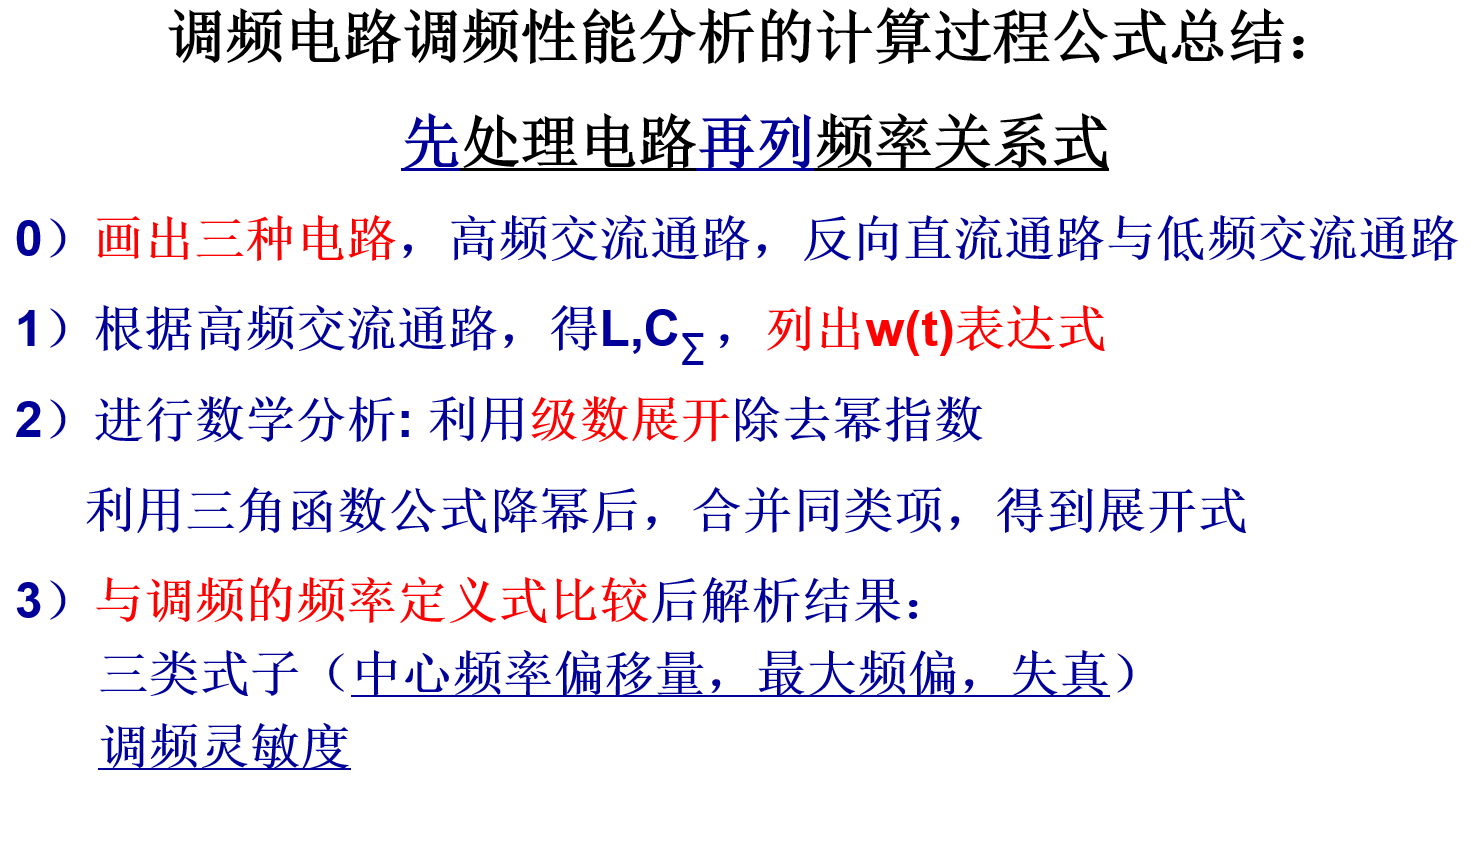 调频电路调频性能分析的计算过程公式总结：
先处理电路再列频率关系式
0）画出三种电路，高频交流通路，反向直流通路与低频交流通路
1）根据高频交流通路，得L,C∑ ，列出w(t)表达式
2）进行数学分析: 利用级数展开除去幂指数
利用三角函数公式降幂后，合并同类项，得到展开式
3）与调频的频率定义式比较后解析结果：
三类式子（中心频率偏移量，最大频偏，失真）
调频灵敏度